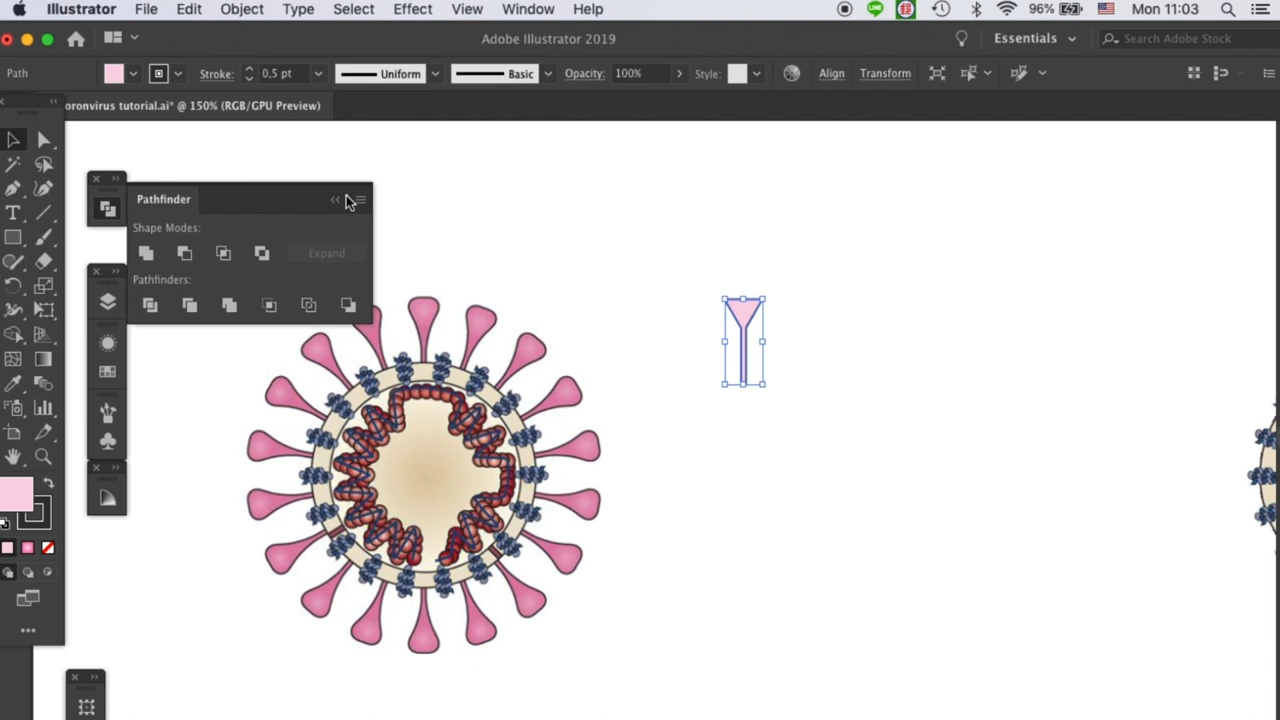 Illustrator File Edit Object Type Select Effect View Window Help 96% Mon 11:03
Adobe Illustrator 2019 Essentials Search Adobe Stock
Path Stroke: 0,5 pt Uniform Basic Opacity: 100% Style: Align Transform
oronvirus tutorial.ai* @ 150% (RGB/GPU Preview)
Pathfinder
Shape Modes:
Expand
Pathfinders: